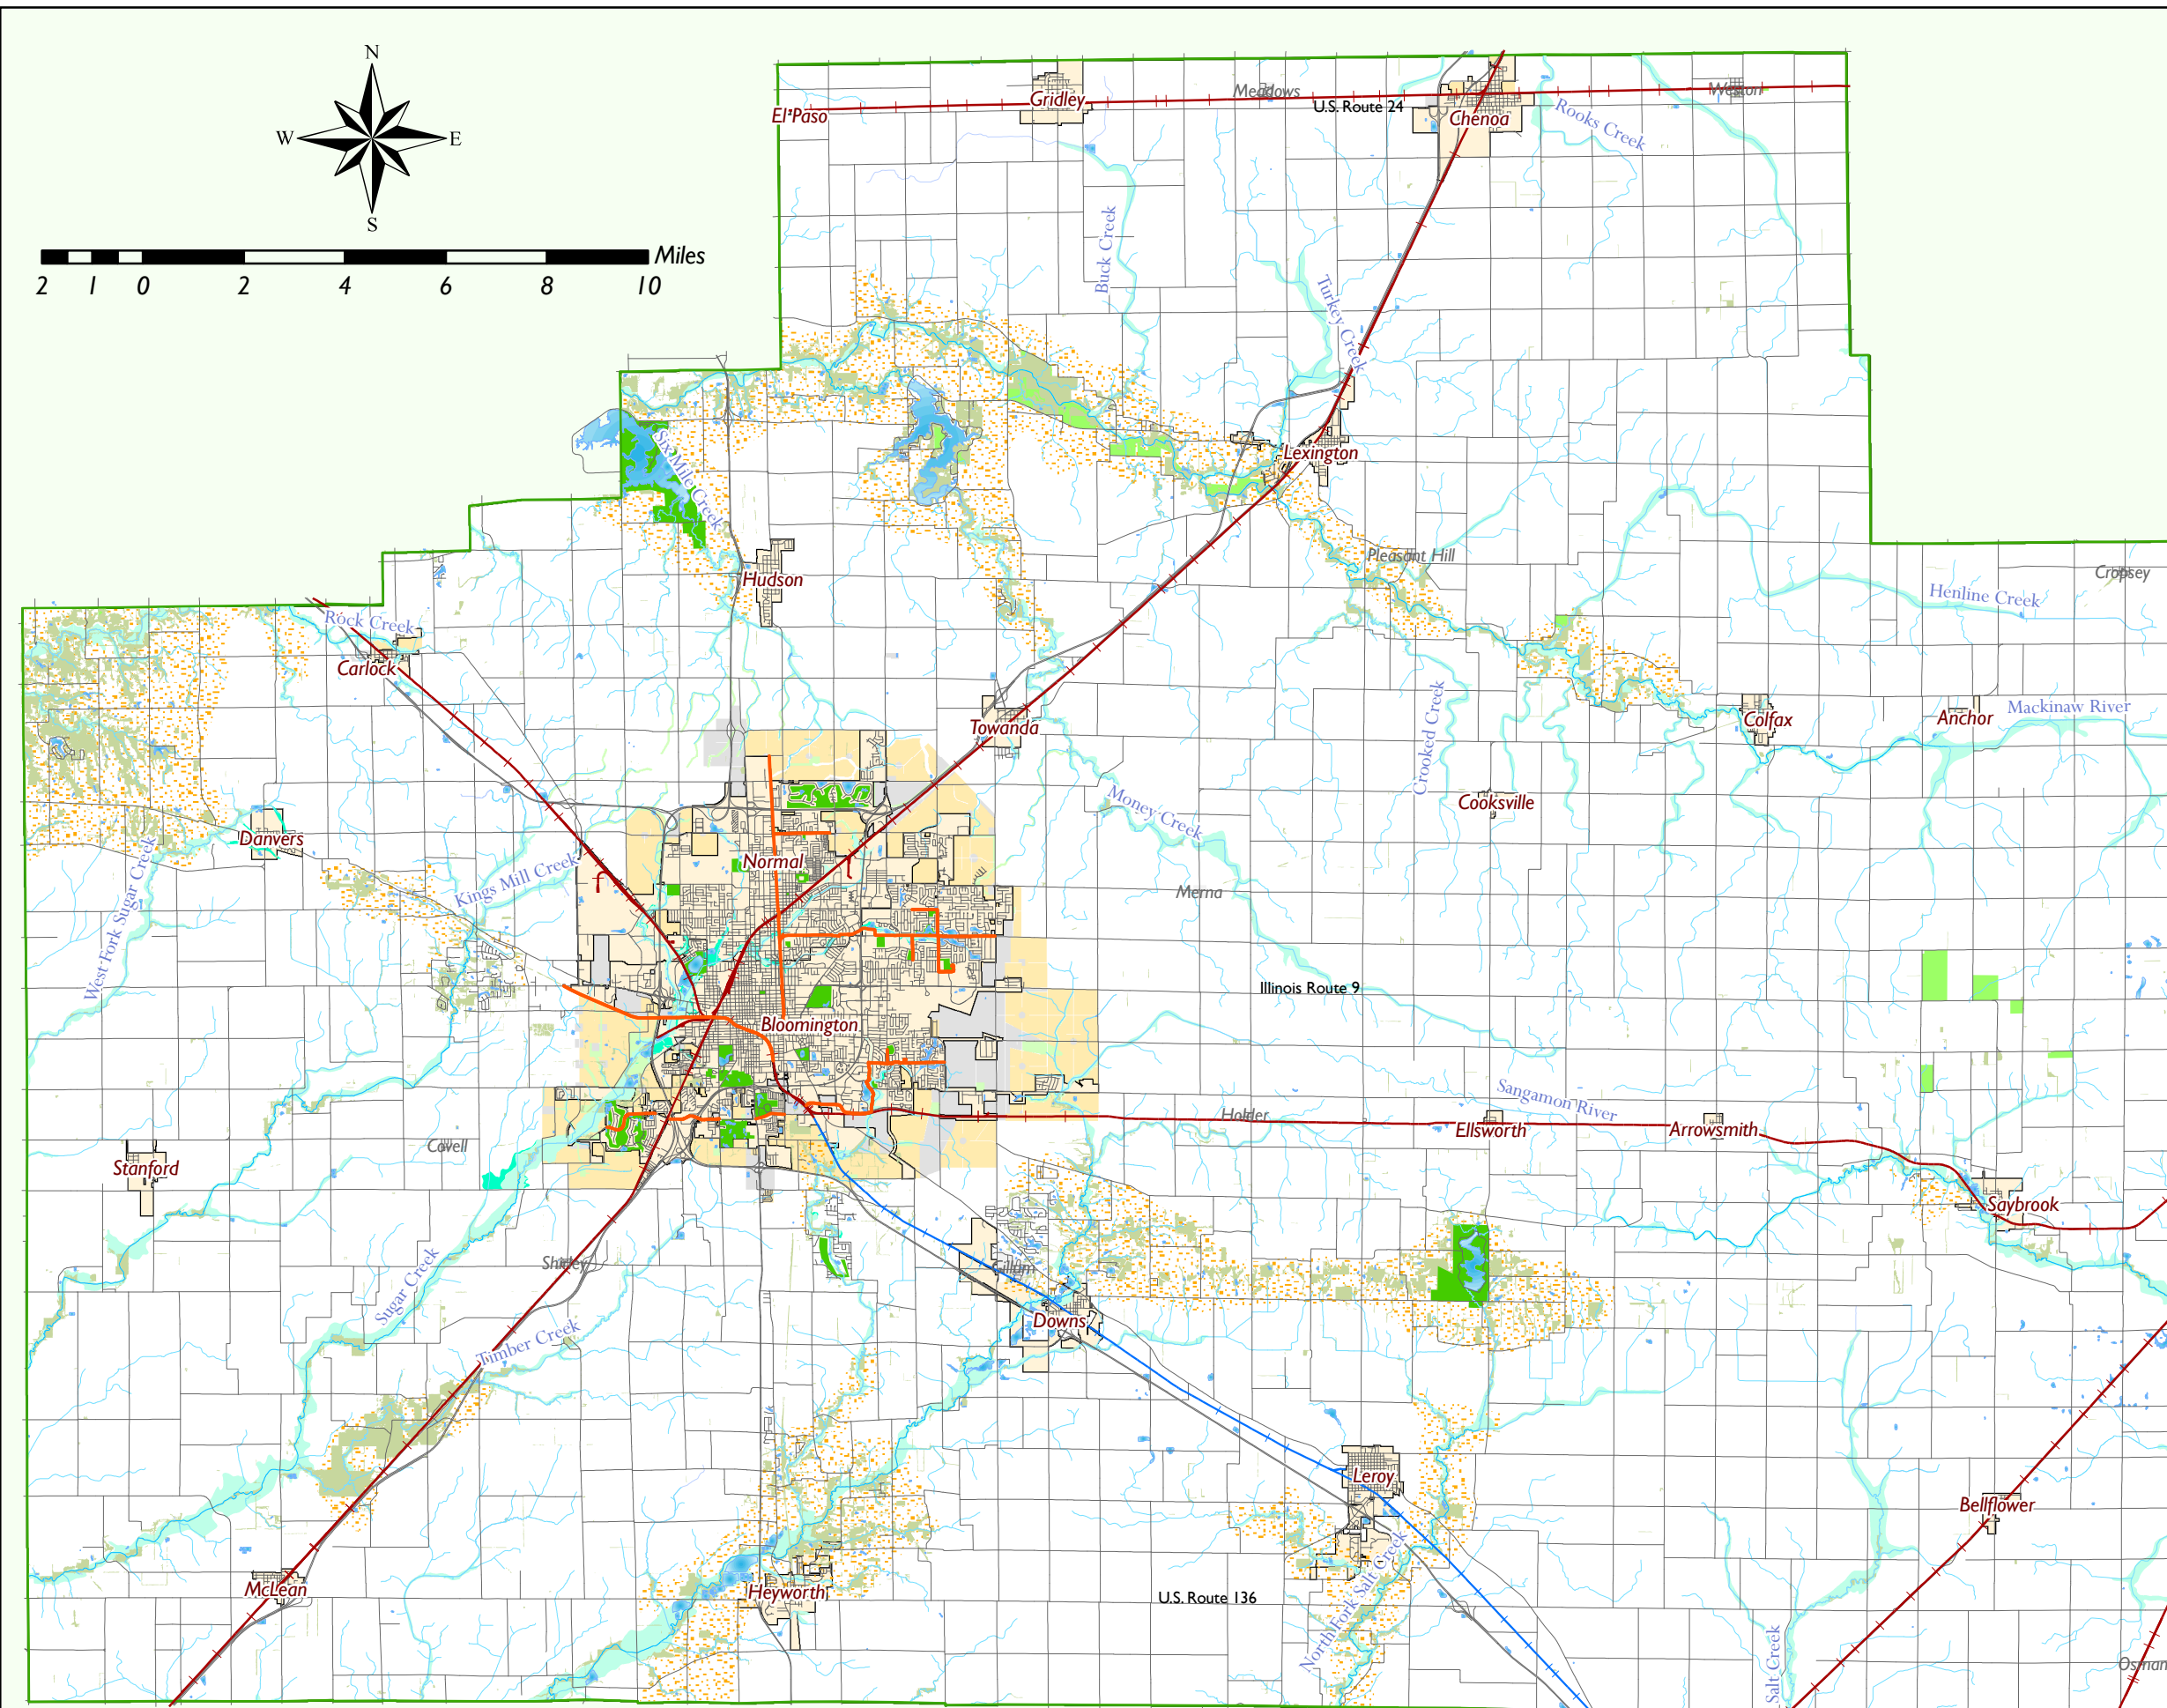 N
W
E
S
Miles
2 1 0 2 4 6 8 10
El Paso
Gridley
Meadows
U.S. Route 24
Chenoa
Weston
Rooks Creek
Buck Creek
Turkey Creek
Six Mile Creek
Lexington
Pleasant Hill
Cropsey
Henline Creek
Hudson
Rock Creek
Carlock
Towanda
Crooked Creek
Colfax
Anchor
Mackinaw River
Money Creek
Cooksville
Danvers
West Fork Sugar Creek
Kings Mill Creek
Normal
Merna
Illinois Route 9
Bloomington
Sangamon River
Holder
Ellsworth
Arrowsmith
Covell
Stanford
Saybrook
Shirley
Gillum
Sugar Creek
Timber Creek
Downs
Leroy
Bellflower
McLean
Heyworth
U.S. Route 136
North Fork Salt Creek
Salt Creek
Osman